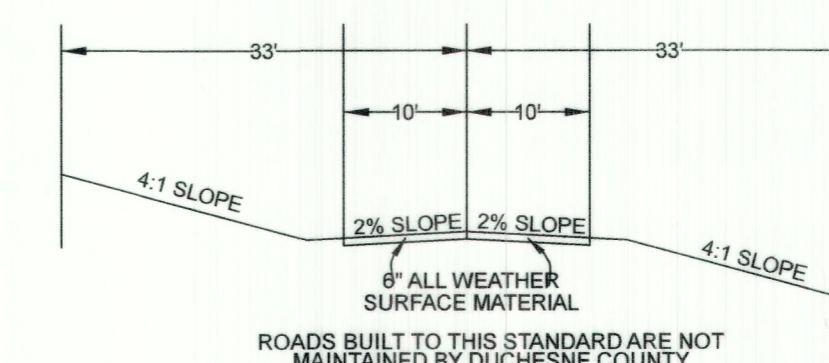 33' 33'
10' 10'
4:1 SLOPE
2% SLOPE 2% SLOPE
4:1 SLOPE
6" ALL WEATHER
SURFACE MATERIAL
ROADS BUILT TO THIS STANDARD ARE NOT
MAINTAINED BY DUCHESNE COUNTY